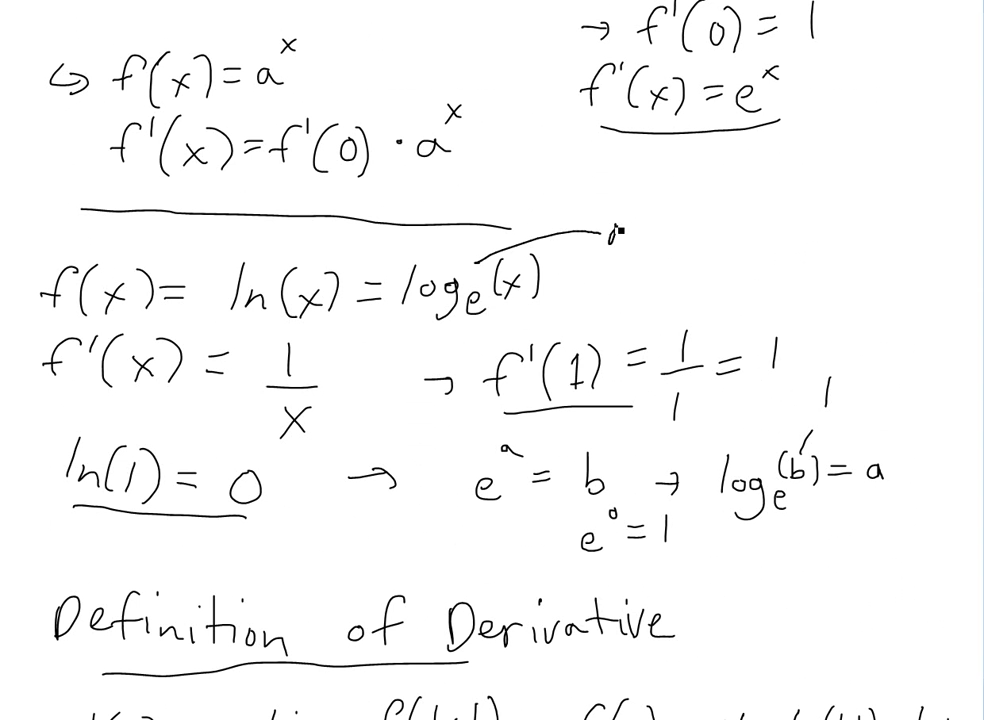 → f'(0) = 1
↪ f(x) = a^x
f'(x) = e^x
f'(x) = f'(0) · a^x
f(x) = ln(x) = log_e(x)
f'(x) = 1/x → f'(1) = 1/1 = 1
1
ln(1) = 0 → e^a = b → log_e(b) = a
e^0 = 1
Definition of Derivative